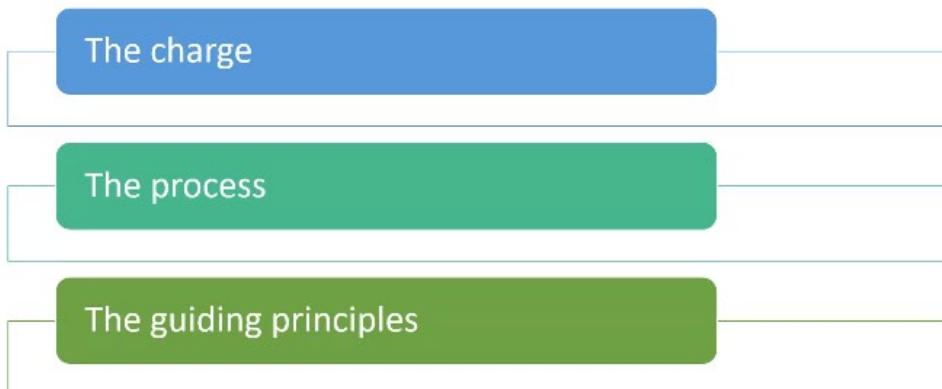 The charge
The process
The guiding principles